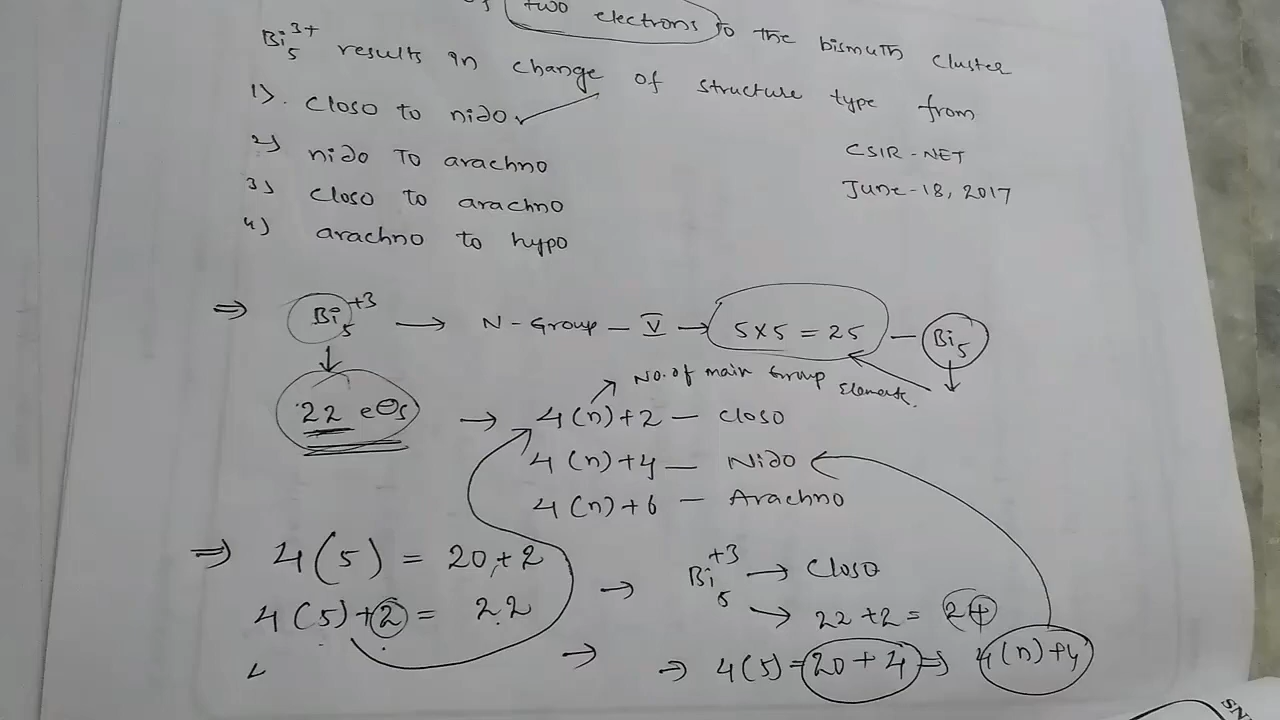 two electrons to the bismuth cluster
Bi5^3+ results in change of structure type from
1). closo to nido ✓
2) nido to arachno
3) closo to arachno
4) arachno to hypo
CSIR-NET
June-18, 2017
⇒ Bi5^+3 → N-Group-V → 5×5 = 25 - Bi5
No. of main Group Element.
22 eΘs → 4(n)+2 - closo
4(n)+4 - Nido
4(n)+6 - Arachno
⇒ 4(5) = 20+2
4(5)+2 = 22
→ Bi5^+3 → closo
→ 22+2 = 24
→ ⇒ 4(5)=20+4 ⇒ 4(n)+4